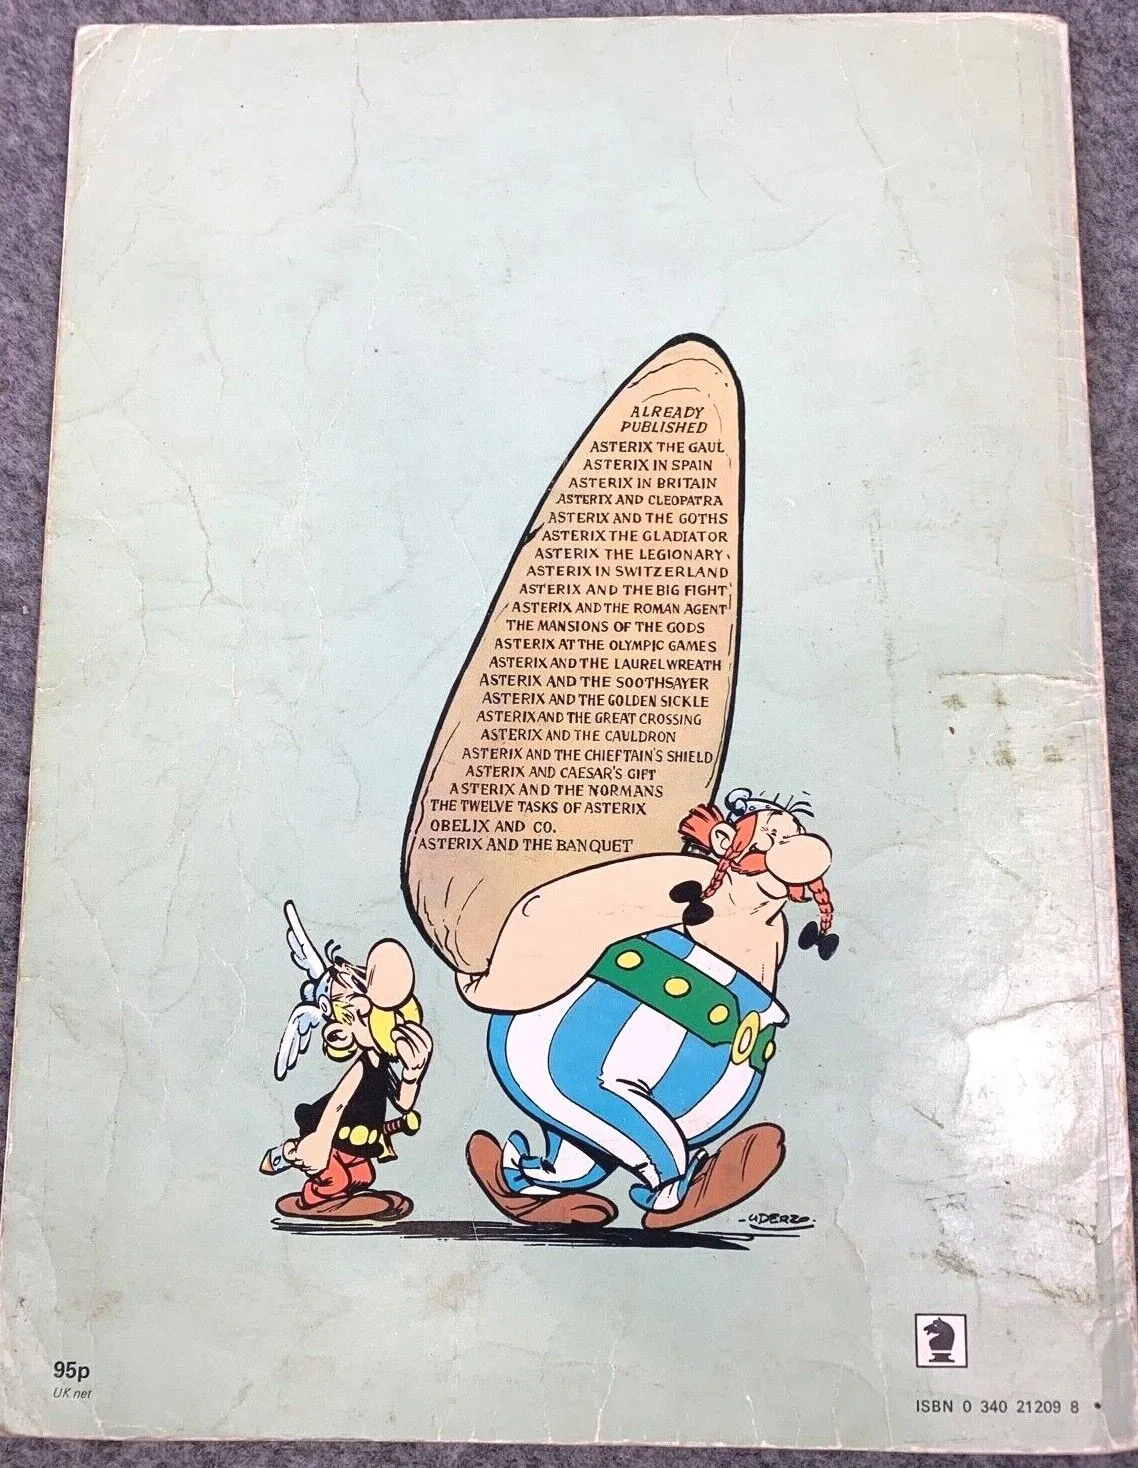 ALREADY
PUBLISHED
ASTERIX THE GAUL
ASTERIX IN SPAIN
ASTERIX IN BRITAIN
ASTERIX AND CLEOPATRA
ASTERIX AND THE GOTHS
ASTERIX THE GLADIATOR
ASTERIX THE LEGIONARY
ASTERIX IN SWITZERLAND
ASTERIX AND THE BIG FIGHT
ASTERIX AND THE ROMAN AGENT
THE MANSIONS OF THE GODS
ASTERIX AT THE OLYMPIC GAMES
ASTERIX AND THE LAUREL WREATH
ASTERIX AND THE SOOTHSAYER
ASTERIX AND THE GOLDEN SICKLE
ASTERIX AND THE GREAT CROSSING
ASTERIX AND THE CAULDRON
ASTERIX AND THE CHIEFTAIN'S SHIELD
ASTERIX AND CAESAR'S GIFT
ASTERIX AND THE NORMANS
THE TWELVE TASKS OF ASTERIX
OBELIX AND CO.
ASTERIX AND THE BANQUET
-UDERZO.
95p
UK net
ISBN 0 340 21209 8